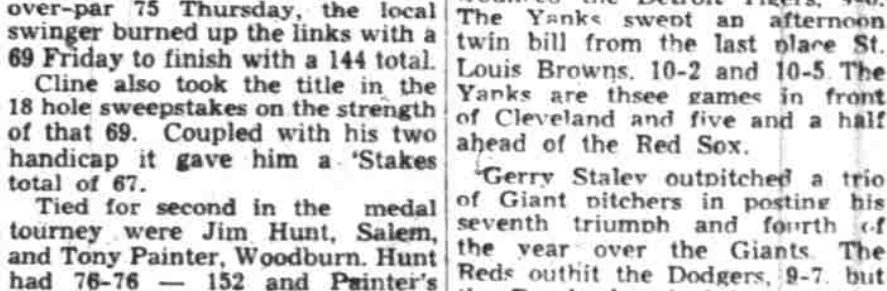 over-par 75 Thursday, the local
swinger burned up the links with a
69 Friday to finish with a 144 total.
Cline also took the title in the
18 hole sweepstakes on the strength
of that 69. Coupled with his two
handicap it gave him a 'Stakes
total of 67.
Tied for second in the medal
tourney were Jim Hunt, Salem,
and Tony Painter, Woodburn. Hunt
had 76-76 — 152 and Painter's
the Detroit Tigers,
The Yanks swept an afternoon
twin bill from the last place St.
Louis Browns, 10-2 and 10-5. The
Yanks are thsee games in front
of Cleveland and five and a half
ahead of the Red Sox.
Gerry Staley outpitched a trio
of Giant pitchers in posting his
seventh triumph and fourth of
the year over the Giants. The
Reds outhit the Dodgers, 9-7, but